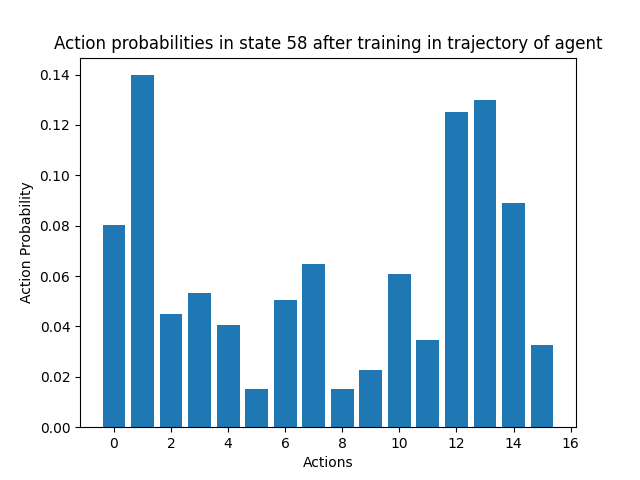 Action probabilities in state 58 after training in trajectory of agent
0.14
0.12
0.10
0.08
0.06
0.04
0.02
0.00
Action Probability
0 2 4 6 8 10 12 14 16
Actions